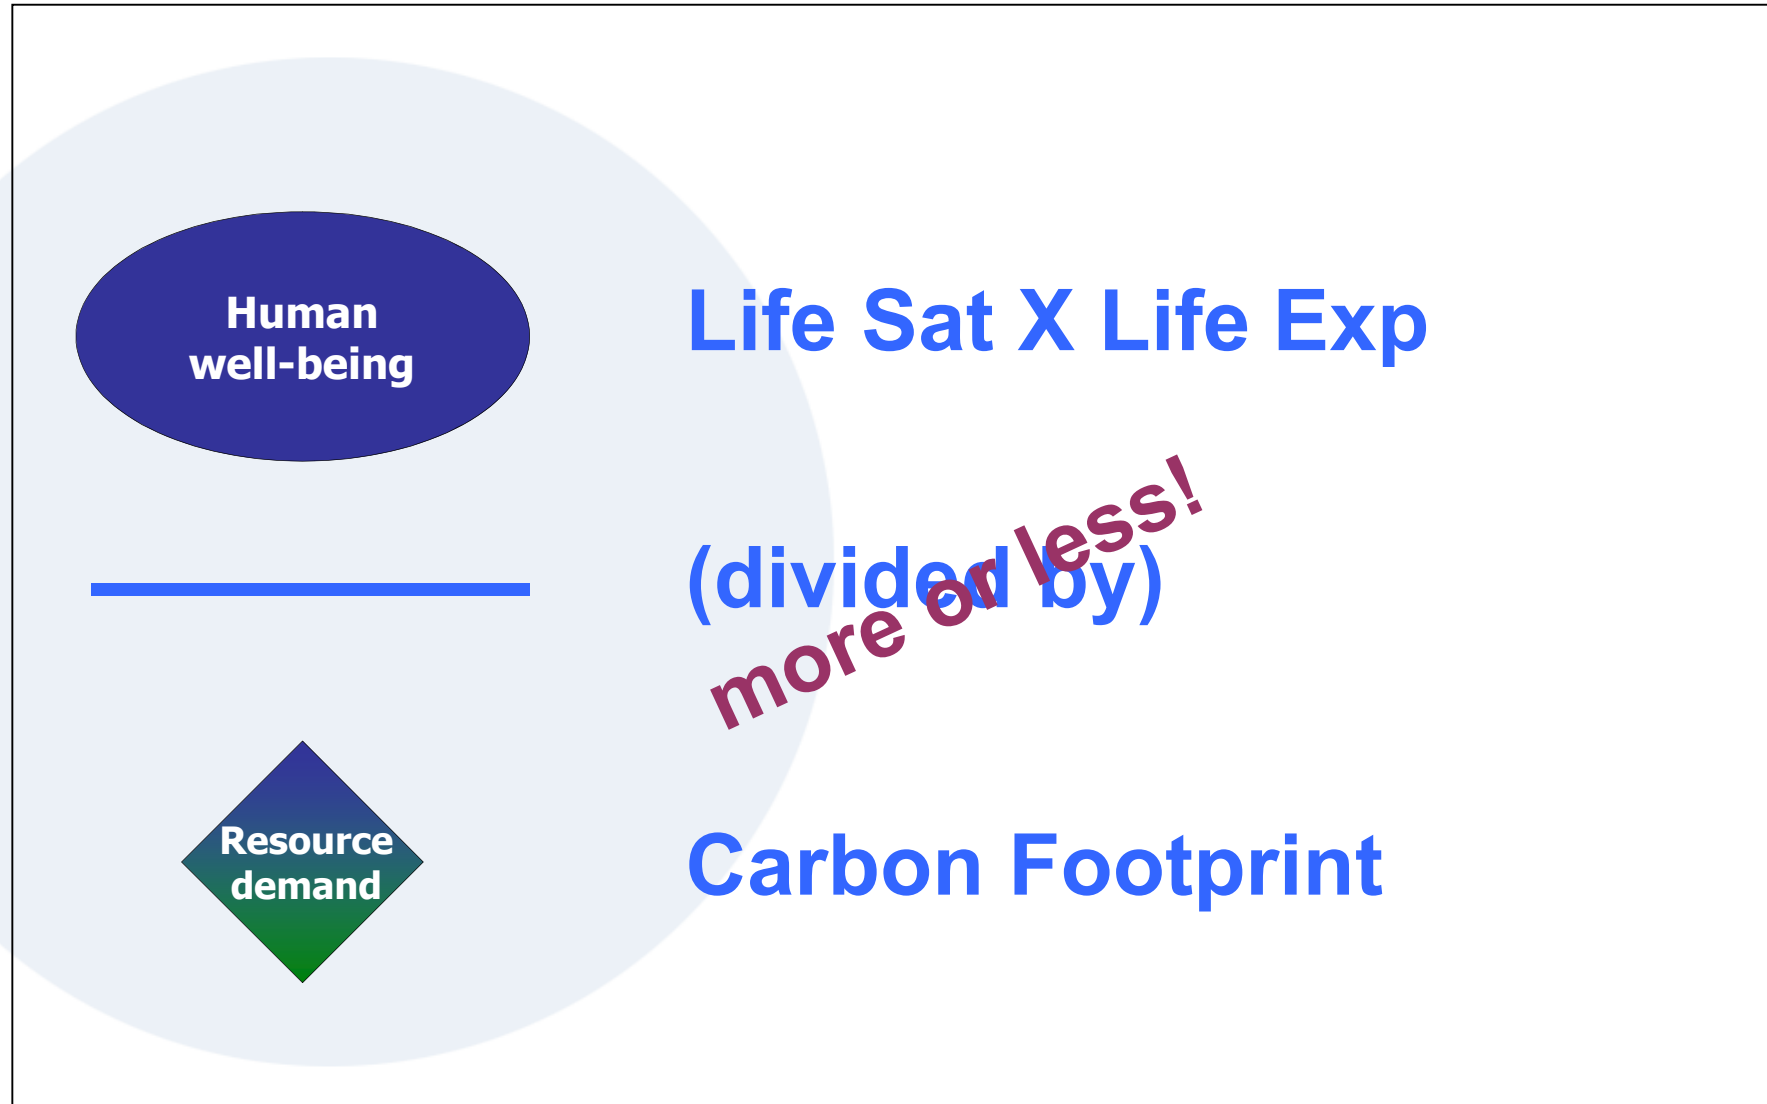 Human
well-being
Life Sat X Life Exp
(divided by)
more or less!
Resource
demand
Carbon Footprint